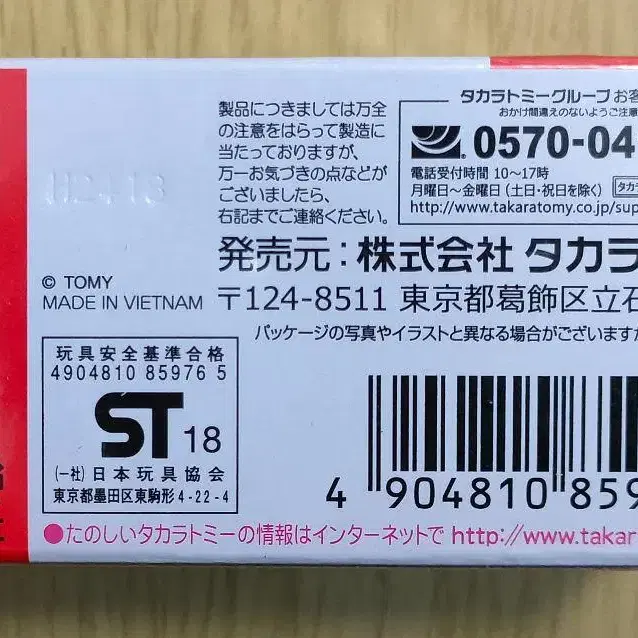 製品につきましては万全
の注意をはらって製造に
当たっておりますが、
万一お気づきの点などが
ございましたら、
右記までご連絡ください。
タカラトミーグループ お客
おかけ間違えのないようご注意
0570-04
電話受付時間 10~17時
月曜日~金曜日(土・日・祝日を除く)
http://www.takaratomy.co.jp/sup
発売元:株式会社 タカラ
© TOMY
MADE IN VIETNAM
〒124-8511 東京都葛飾区立石
パッケージの写真やイラストと異なる場合がございますが
玩具安全基準合格
4904810 85976 5
ST 18
(一社)日本玩具協会
東京都墨田区東駒形4-22-4
4 904810 859
●たのしいタカラトミーの情報はインターネットで http://www.takar